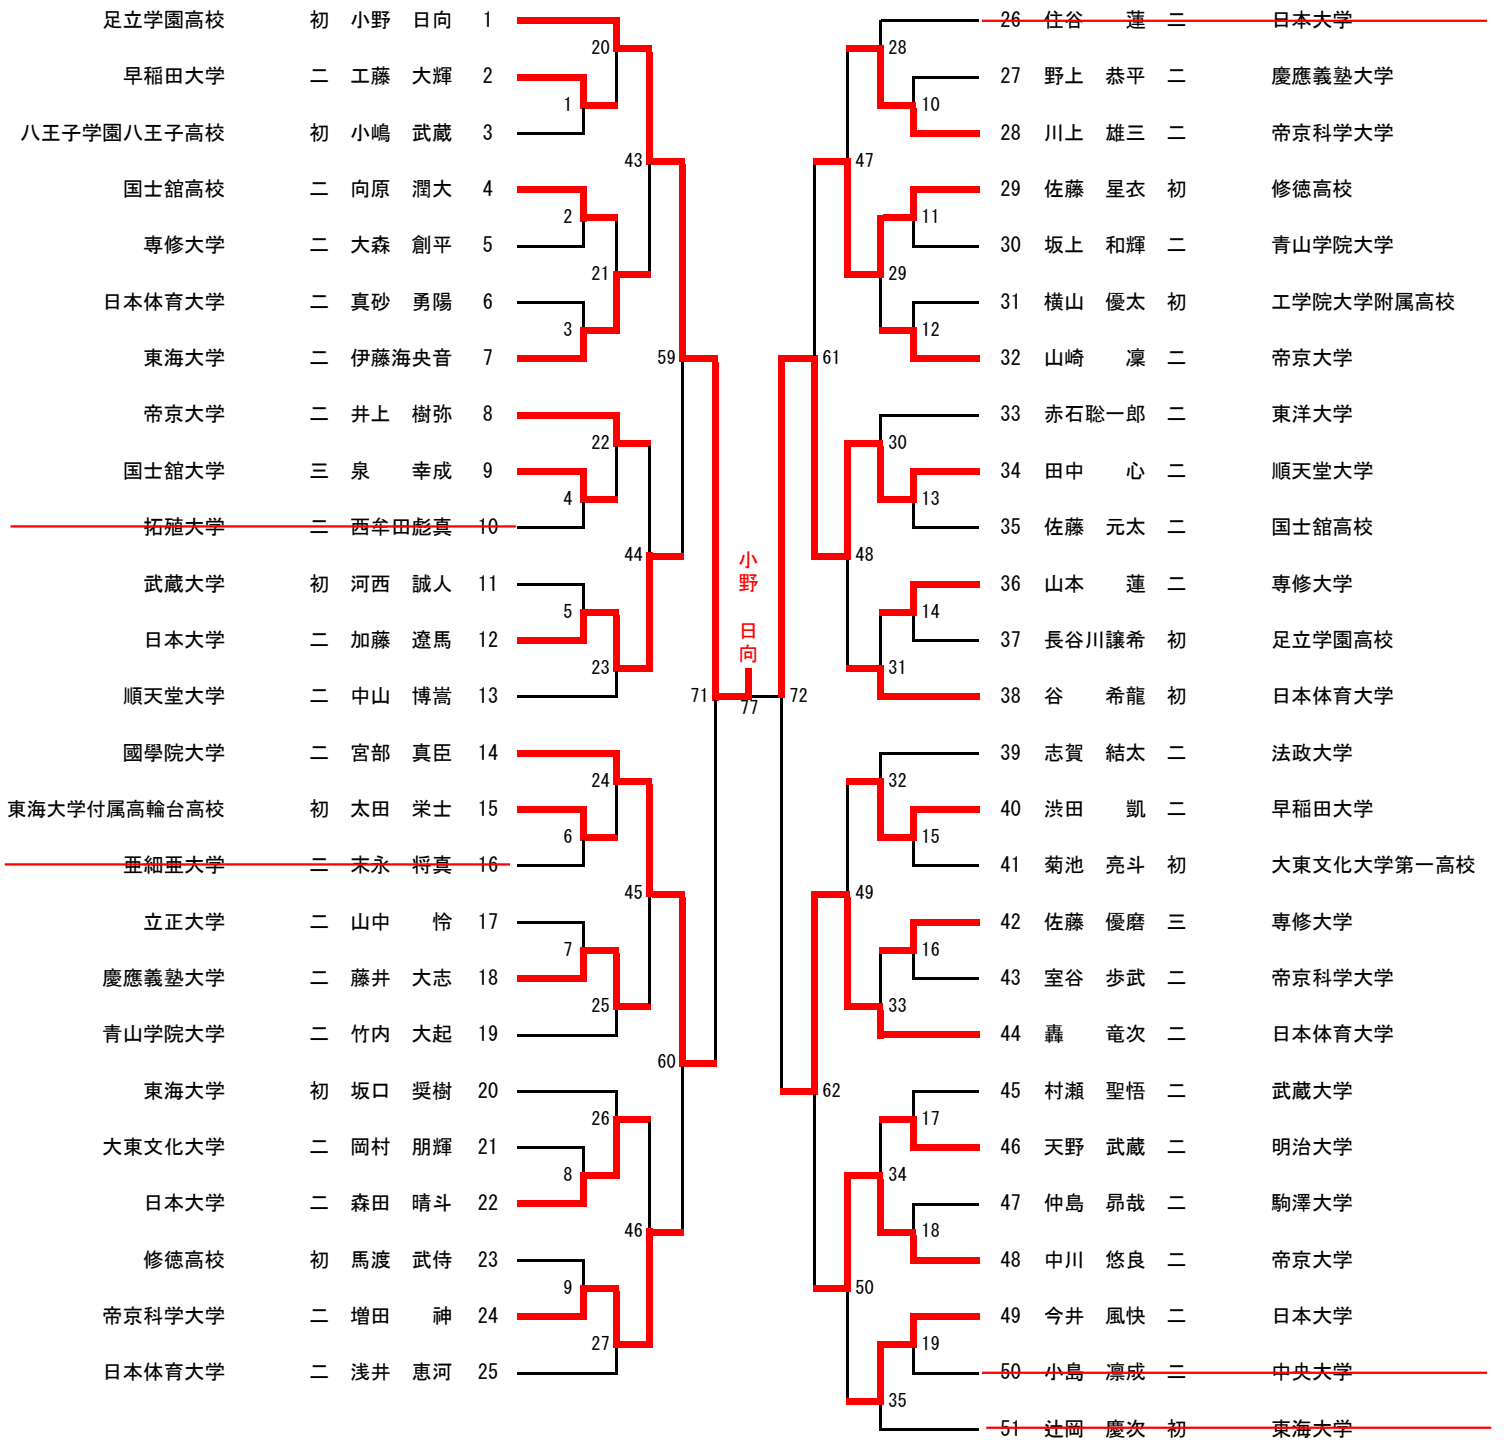 足立学園高校 初 小野 日向 1
早稲田大学 二 工藤 大輝 2
八王子学園八王子高校 初 小嶋 武蔵 3
国士舘高校 二 向原 潤大 4
専修大学 二 大森 創平 5
日本体育大学 二 真砂 勇陽 6
東海大学 二 伊藤海央音 7
帝京大学 二 井上 樹弥 8
国士舘大学 三 泉 幸成 9
拓殖大学 二 西牟田彪真 10
武蔵大学 初 河西 誠人 11
日本大学 二 加藤 遼馬 12
順天堂大学 二 中山 博嵩 13
國學院大学 二 宮部 真臣 14
東海大学付属高輪台高校 初 太田 栄士 15
亜細亜大学 二 末永 将真 16
立正大学 二 山中 怜 17
慶應義塾大学 二 藤井 大志 18
青山学院大学 二 竹内 大起 19
東海大学 初 坂口 奨樹 20
大東文化大学 二 岡村 朋輝 21
日本大学 二 森田 晴斗 22
修徳高校 初 馬渡 武侍 23
帝京科学大学 二 増田 神 24
日本体育大学 二 浅井 恵河 25
1
2
3
4
5
6
7
8
9
20
21
22
23
24
25
26
27
43
44
45
46
59
60
71
小野 日向
77
72
61
62
47
48
49
50
28
29
30
31
32
33
34
35
10
11
12
13
14
15
16
17
18
19
26 住谷 蓮 二 日本大学
27 野上 恭平 二 慶應義塾大学
28 川上 雄三 二 帝京科学大学
29 佐藤 星衣 初 修徳高校
30 坂上 和輝 二 青山学院大学
31 横山 優太 初 工学院大学附属高校
32 山崎 凜 二 帝京大学
33 赤石聡一郎 二 東洋大学
34 田中 心 二 順天堂大学
35 佐藤 元太 二 国士舘高校
36 山本 蓮 二 専修大学
37 長谷川譲希 初 足立学園高校
38 谷 希龍 初 日本体育大学
39 志賀 結太 二 法政大学
40 渋田 凱 二 早稲田大学
41 菊池 亮斗 初 大東文化大学第一高校
42 佐藤 優磨 三 専修大学
43 室谷 歩武 二 帝京科学大学
44 轟 竜次 二 日本体育大学
45 村瀬 聖悟 二 武蔵大学
46 天野 武蔵 二 明治大学
47 仲島 昴哉 二 駒澤大学
48 中川 悠良 二 帝京大学
49 今井 風快 二 日本大学
50 小島 凛成 二 中央大学
51 辻岡 慶次 初 東海大学